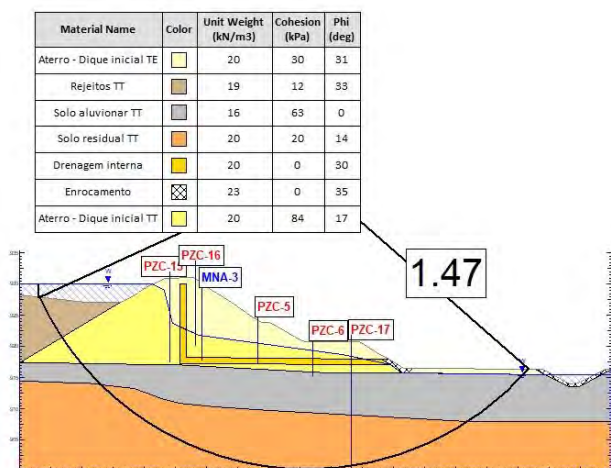 Material Name Color Unit Weight (kN/m3) Cohesion (kPa) Phi (deg)
Aterro - Dique inicial TE 20 30 31
Rejeitos TT 19 12 33
Solo aluvionar TT 16 63 0
Solo residual TT 20 20 14
Drenagem interna 20 0 30
Enrocamento 23 0 35
Aterro - Dique inicial TT 20 84 17
1.47
PZC-16
PZC-15
MNA-3
PZC-5
PZC-6
PZC-17
W